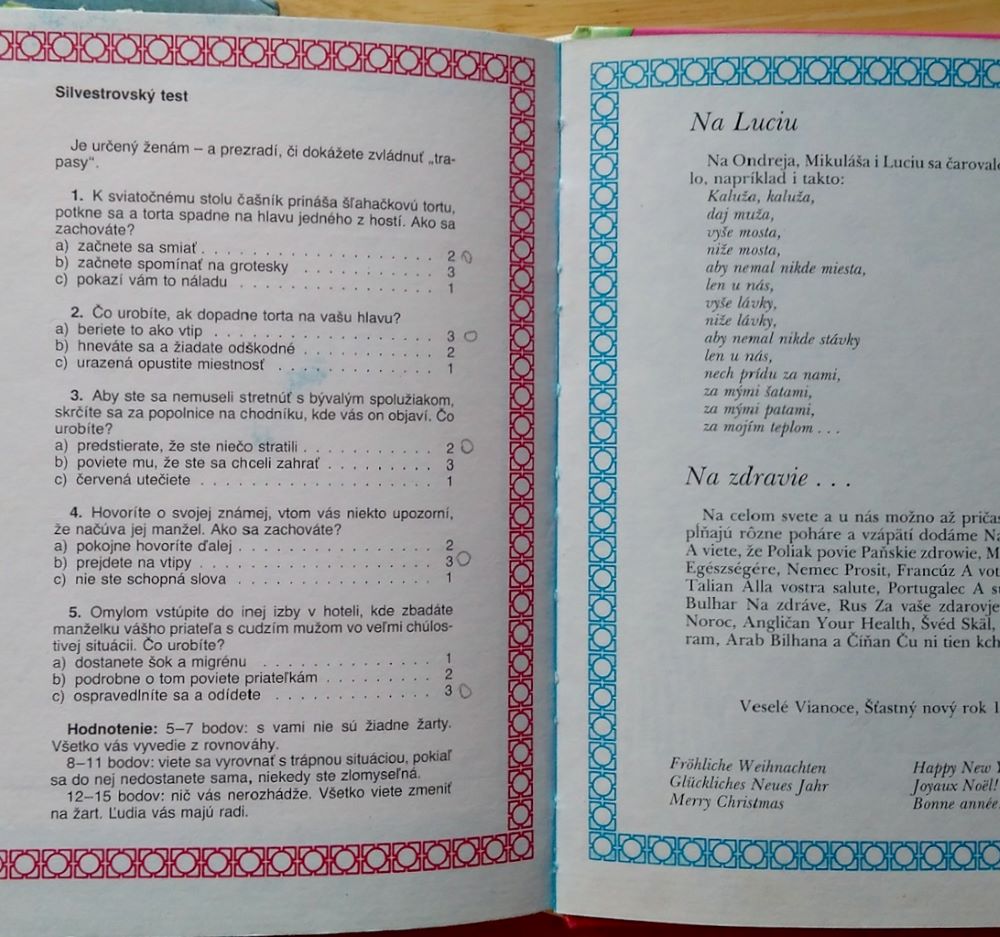 Silvestrovský test
Je určený ženám – a prezradí, či dokážete zvládnuť „tra-
pasy“.
1. K sviatočnému stolu čašník prináša šľahačkovú tortu,
potkne sa a torta spadne na hlavu jedného z hostí. Ako sa
zachováte?
a) začnete sa smiať . . . . . . . . . . . . . . . . . 2
b) začnete spomínať na grotesky . . . . . . . . . . 3
c) pokazí vám to náladu . . . . . . . . . . . . . . . 1
2. Čo urobíte, ak dopadne torta na vašu hlavu?
a) beriete to ako vtip . . . . . . . . . . . . . . . . 3
b) hneváte sa a žiadate odškodné . . . . . . . . . . 2
c) urazená opustite miestnosť . . . . . . . . . . . . 1
3. Aby ste sa nemuseli stretnúť s bývalým spolužiakom,
skrčíte sa za popolnice na chodníku, kde vás on objaví. Čo
urobíte?
a) predstierate, že ste niečo stratili . . . . . . . . . 2
b) poviete mu, že ste sa chceli zahrať . . . . . . . . 3
c) červená utečiete . . . . . . . . . . . . . . . . . 1
4. Hovoríte o svojej známej, vtom vás niekto upozorní,
že načúva jej manžel. Ako sa zachováte?
a) pokojne hovoríte ďalej . . . . . . . . . . . . . . 2
b) prejdete na vtipy . . . . . . . . . . . . . . . . . 3
c) nie ste schopná slova . . . . . . . . . . . . . . . 1
5. Omylom vstúpite do inej izby v hoteli, kde zbadáte
manželku vášho priateľa s cudzím mužom vo veľmi chúlos-
tivej situácii. Čo urobíte?
a) dostanete šok a migrénu . . . . . . . . . . . . . 1
b) podrobne o tom poviete priateľkám . . . . . . . . 2
c) ospravedlníte sa a odídete . . . . . . . . . . . . 3
Hodnotenie: 5–7 bodov: s vami nie sú žiadne žarty.
Všetko vás vyvedie z rovnováhy.
8–11 bodov: viete sa vyrovnať s trápnou situáciou, pokiaľ
sa do nej nedostanete sama, niekedy ste zlomyseľná.
12–15 bodov: nič vás nerozhádže. Všetko viete zmeniť
na žart. Ľudia vás majú radi.
Na Luciu
Na Ondreja, Mikuláša i Luciu sa čarovalo
lo, napríklad i takto:
Kaluža, kaluža,
daj muža,
vyše mosta,
niže mosta,
aby nemal nikde miesta,
len u nás,
vyše lávky,
niže lávky,
aby nemal nikde stávky
len u nás,
nech prídu za nami,
za mými šatami,
za mými patami,
za mojím teplom . . .
Na zdravie . . .
Na celom svete a u nás možno až
pĺňajú rôzne poháre a vzápätí dodáme
A viete, že Poliak povie Paňskie zdrowie,
Egészségére, Nemec Prosit, Francúz A
Talian Alla vostra salute, Portugalec A
Bulhar Na zdráve, Rus Za vaše
Noroc, Angličan Your Health, Švéd Skäl,
ram, Arab Bilhana a Číňan Ču ni tien
Veselé Vianoce, Šťastný nový rok
Fröhliche Weihnachten
Glückliches Neues Jahr
Merry Christmas
Happy New
Joyaux Noël!
Bonne année